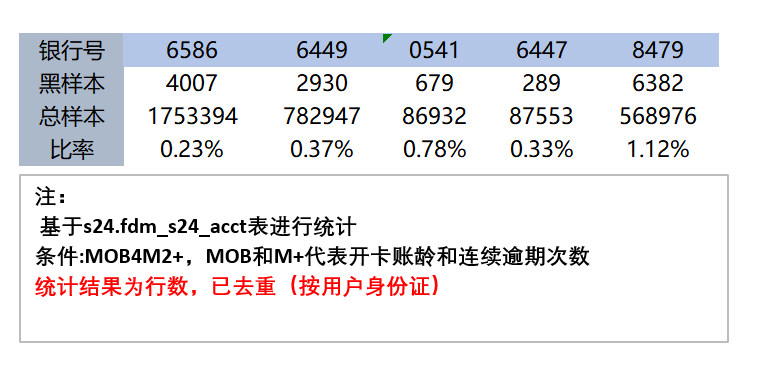 银行号 6586 6449 0541 6447 8479
黑样本 4007 2930 679 289 6382
总样本 1753394 782947 86932 87553 568976
比率 0.23% 0.37% 0.78% 0.33% 1.12%
注：
基于s24.fdm_s24_acct表进行统计
条件:MOB4M2+，MOB和M+代表开卡账龄和连续逾期次数
统计结果为行数，已去重（按用户身份证）